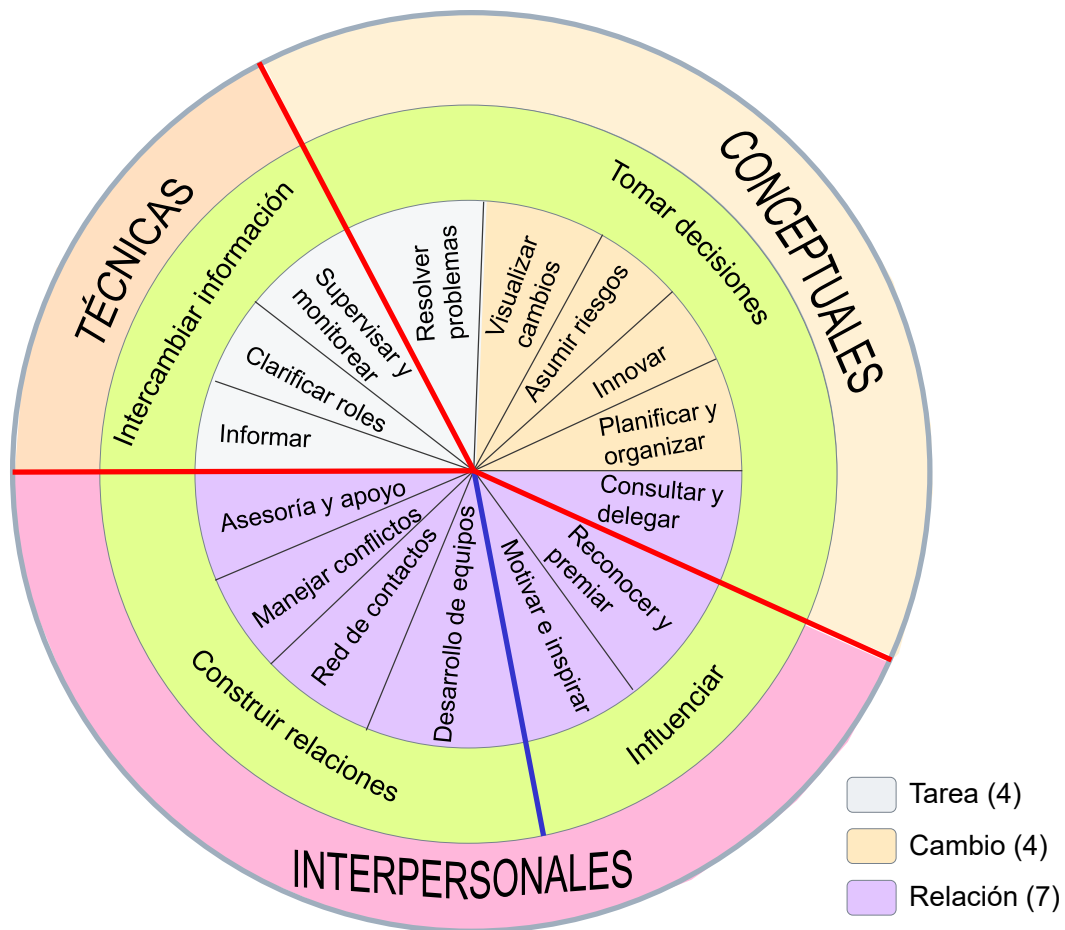 TÉCNICAS
CONCEPTUALES
INTERPERSONALES
Intercambiar información
Tomar decisiones
Influenciar
Construir relaciones
Resolver
problemas
Visualizar
cambios
Asumir riesgos
Innovar
Planificar y
organizar
Consultar y
delegar
Reconocer y
premiar
Motivar e inspirar
Desarrollo de equipos
Red de contactos
Manejar conflictos
Asesoría y apoyo
Informar
Clarificar roles
Supervisar y
monitorear
Tarea (4)
Cambio (4)
Relación (7)